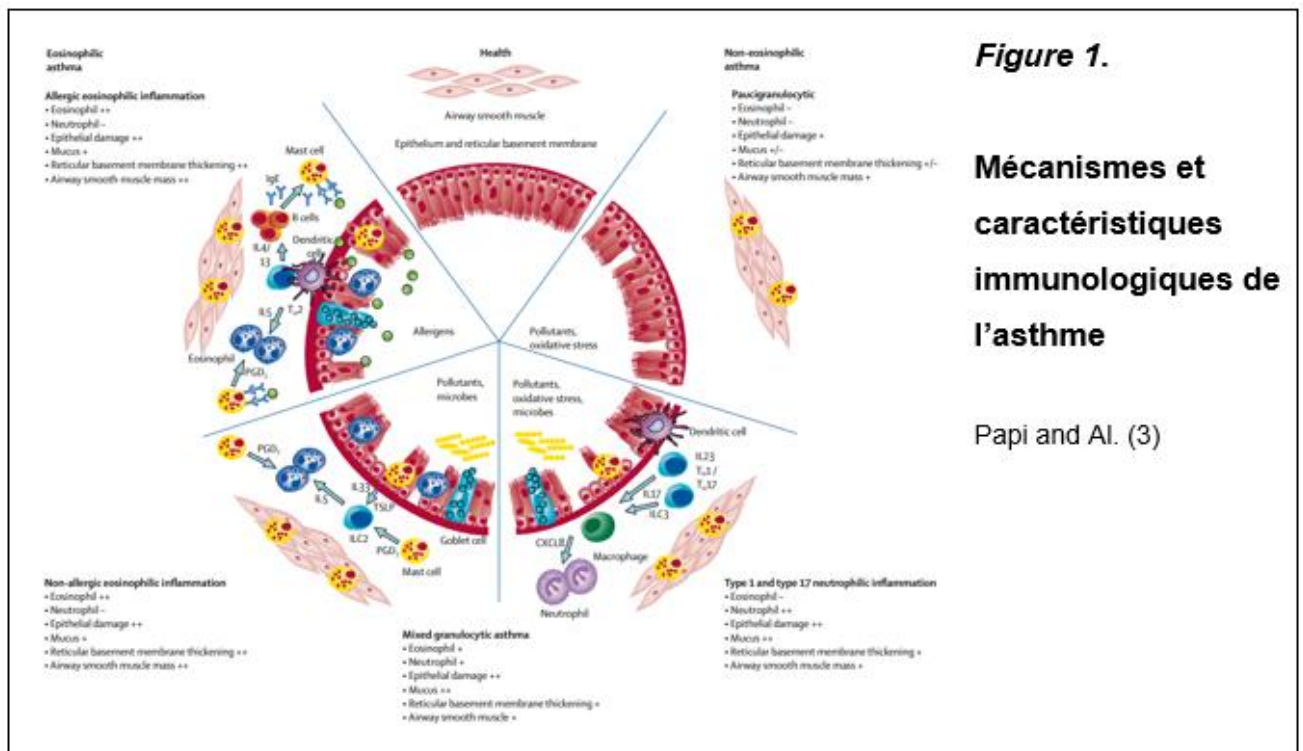 Eosinophilic
asthma
Allergic eosinophilic inflammation
• Eosinophil ++
• Neutrophil –
• Epithelial damage ++
• Mucus +
• Reticular basement membrane thickening ++
• Airway smooth muscle mass ++
Health
Airway smooth muscle
Epithelium and reticular basement membrane
Non-eosinophilic
asthma
Paucigranulocytic
• Eosinophil –
• Neutrophil –
• Epithelial damage +
• Mucus +/–
• Reticular basement membrane thickening +/–
• Airway smooth muscle mass +
Mast cell
IgE
B cells
IL4/
13
Dendritic
cell
IL5
TH2
Eosinophil
PGD2
Allergens
Pollutants,
oxidative stress
Pollutants,
microbes
Pollutants,
oxidative stress,
microbes
PGD2
IL5
IL33
TSLP
ILC2
PGD2
Goblet cell
Mast cell
Dendritic cell
IL23
TH1 /
TH17
IL17
ILC3
CXCL8
Macrophage
Neutrophil
Non-allergic eosinophilic inflammation
• Eosinophil ++
• Neutrophil –
• Epithelial damage ++
• Mucus +
• Reticular basement membrane thickening ++
• Airway smooth muscle mass ++
Mixed granulocytic asthma
• Eosinophil +
• Neutrophil +
• Epithelial damage ++
• Mucus ++
• Reticular basement membrane thickening +
• Airway smooth muscle +
Type 1 and type 17 neutrophilic inflammation
• Eosinophil –
• Neutrophil ++
• Epithelial damage ++
• Mucus ++
• Reticular basement membrane thickening +
• Airway smooth muscle mass +
Figure 1.
Mécanismes et
caractéristiques
immunologiques de
l’asthme
Papi and Al. (3)